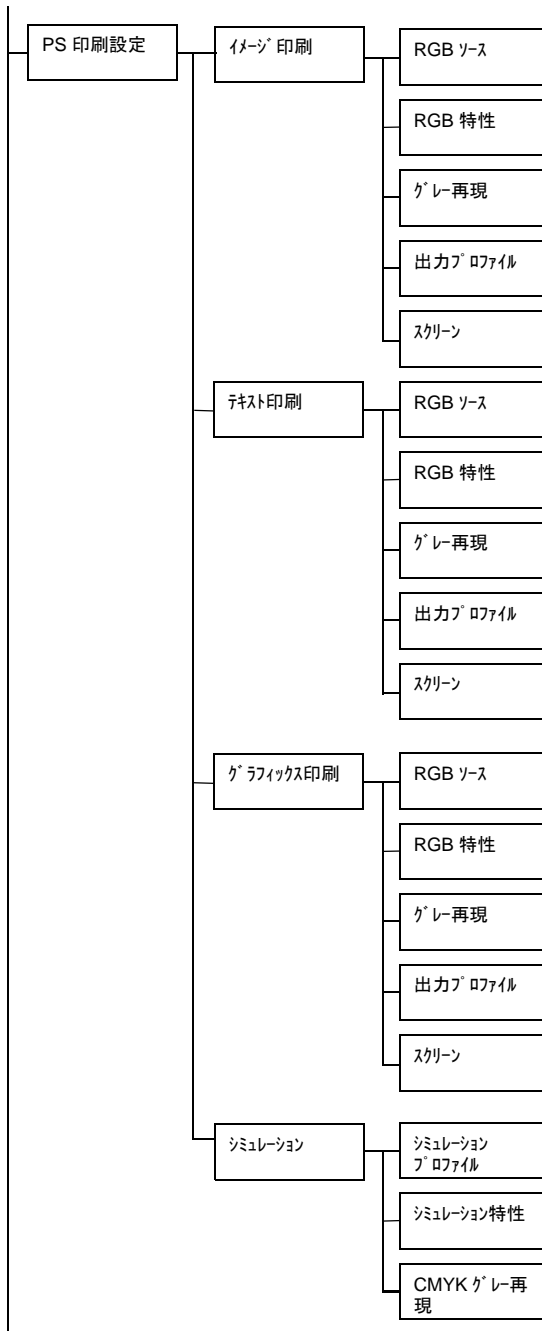 PS 印刷設定
ｲﾒｰｼﾞ印刷
RGB ｿｰｽ
RGB 特性
ｸﾞﾚｰ再現
出力ﾌﾟﾛﾌｧｲﾙ
ｽｸﾘｰﾝ
ﾃｷｽﾄ印刷
RGB ｿｰｽ
RGB 特性
ｸﾞﾚｰ再現
出力ﾌﾟﾛﾌｧｲﾙ
ｽｸﾘｰﾝ
ｸﾞﾗﾌｨｯｸｽ印刷
RGB ｿｰｽ
RGB 特性
ｸﾞﾚｰ再現
出力ﾌﾟﾛﾌｧｲﾙ
ｽｸﾘｰﾝ
ｼﾐｭﾚｰｼｮﾝ
ｼﾐｭﾚｰｼｮﾝ
ﾌﾟﾛﾌｧｲﾙ
ｼﾐｭﾚｰｼｮﾝ特性
CMYK ｸﾞﾚｰ再
現